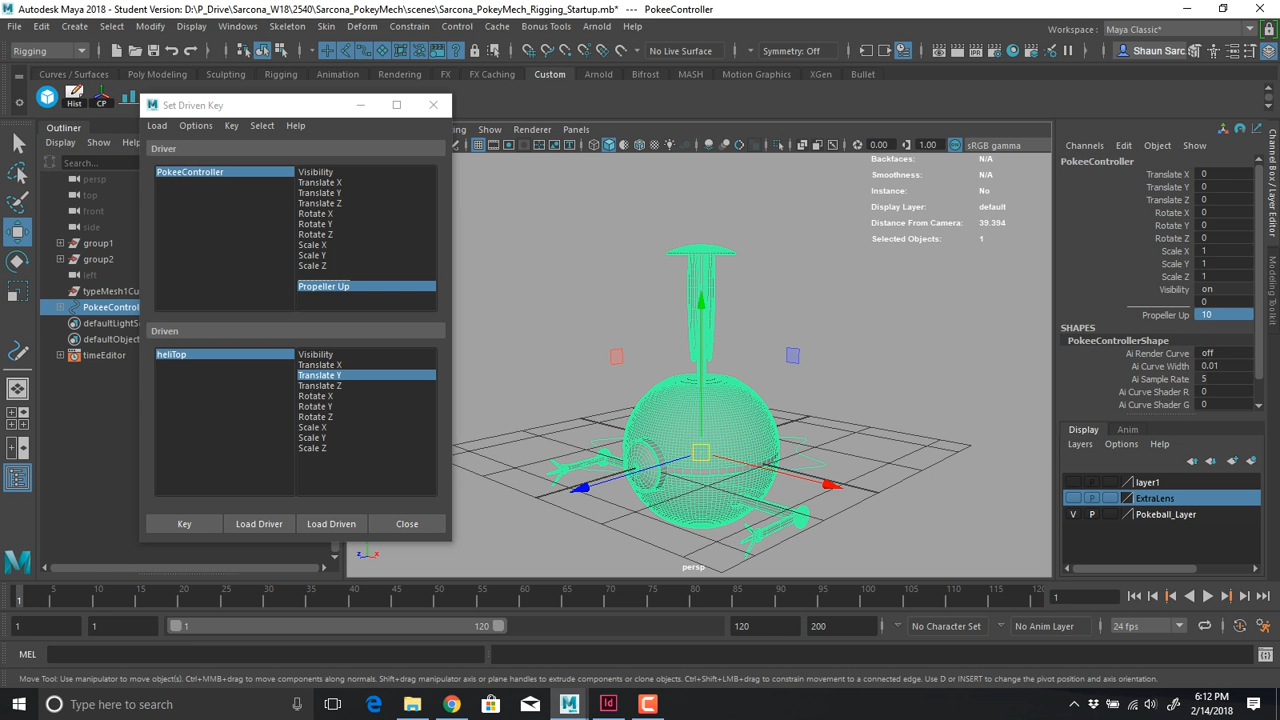 Autodesk Maya 2018 - Student Version: D:\P_Drive\Sarcona_W18\2540\Sarcona_PokeyMech\scenes\Sarcona_PokeyMech_Rigging_Startup.mb* --- PokeeController
File Edit Create Select Modify Display Windows Skeleton Skin Deform Constrain Control Cache Bonus Tools Arnold Help
Workspace: Maya Classic*
Rigging
No Live Surface
Symmetry: Off
Shaun Sarc
Curves / Surfaces Poly Modeling Sculpting Rigging Animation Rendering FX FX Caching Custom Arnold Bifrost MASH Motion Graphics XGen Bullet
Hist CP
Set Driven Key
Load Options Key Select Help
Driver
PokeeController
Visibility
Translate X
Translate Y
Translate Z
Rotate X
Rotate Y
Rotate Z
Scale X
Scale Y
Scale Z
Propeller Up
Driven
heliTop
Visibility
Translate X
Translate Y
Translate Z
Rotate X
Rotate Y
Rotate Z
Scale X
Scale Y
Scale Z
Key Load Driver Load Driven Close
Outliner
Display Show
Search...
persp
top
front
side
group1
group2
left
typeMesh1Cu
PokeeControl
defaultLightS
defaultObject
timeEditor
Show Renderer Panels
0.00 1.00 sRGB gamma
Backfaces: N/A
Smoothness: N/A
Instance: No
Display Layer: default
Distance From Camera: 39.394
Selected Objects: 1
persp
z x
Channels Edit Object Show
PokeeController
Translate X 0
Translate Y 0
Translate Z 0
Rotate X 0
Rotate Y 0
Rotate Z 0
Scale X 1
Scale Y 1
Scale Z 1
Visibility on
0
Propeller Up 10
SHAPES
PokeeControllerShape
Ai Render Curve off
Ai Curve Width 0.01
Ai Sample Rate 5
Ai Curve Shader R 0
Ai Curve Shader G 0
Display Anim
Layers Options Help
P layer1
P ExtraLens
V P Pokeball_Layer
Channel Box / Layer Editor
Modeling Toolkit
5 10 15 20 25 30 35 40 45 50 55 60 65 70 75 80 85 90 95 100 105 110 115 120
1
1
1 1 1 120 120 200
No Character Set
No Anim Layer
24 fps
MEL
Move Tool: Use manipulator to move object(s). Ctrl+MMB+drag to move components along normals. Shift+drag manipulator axis or plane handles to extrude components or clone objects. Ctrl+Shift+LMB+drag to constrain movement to a connected edge. Use D or INSERT to change the pivot position and axis orientation.
Type here to search
6:12 PM
2/14/2018